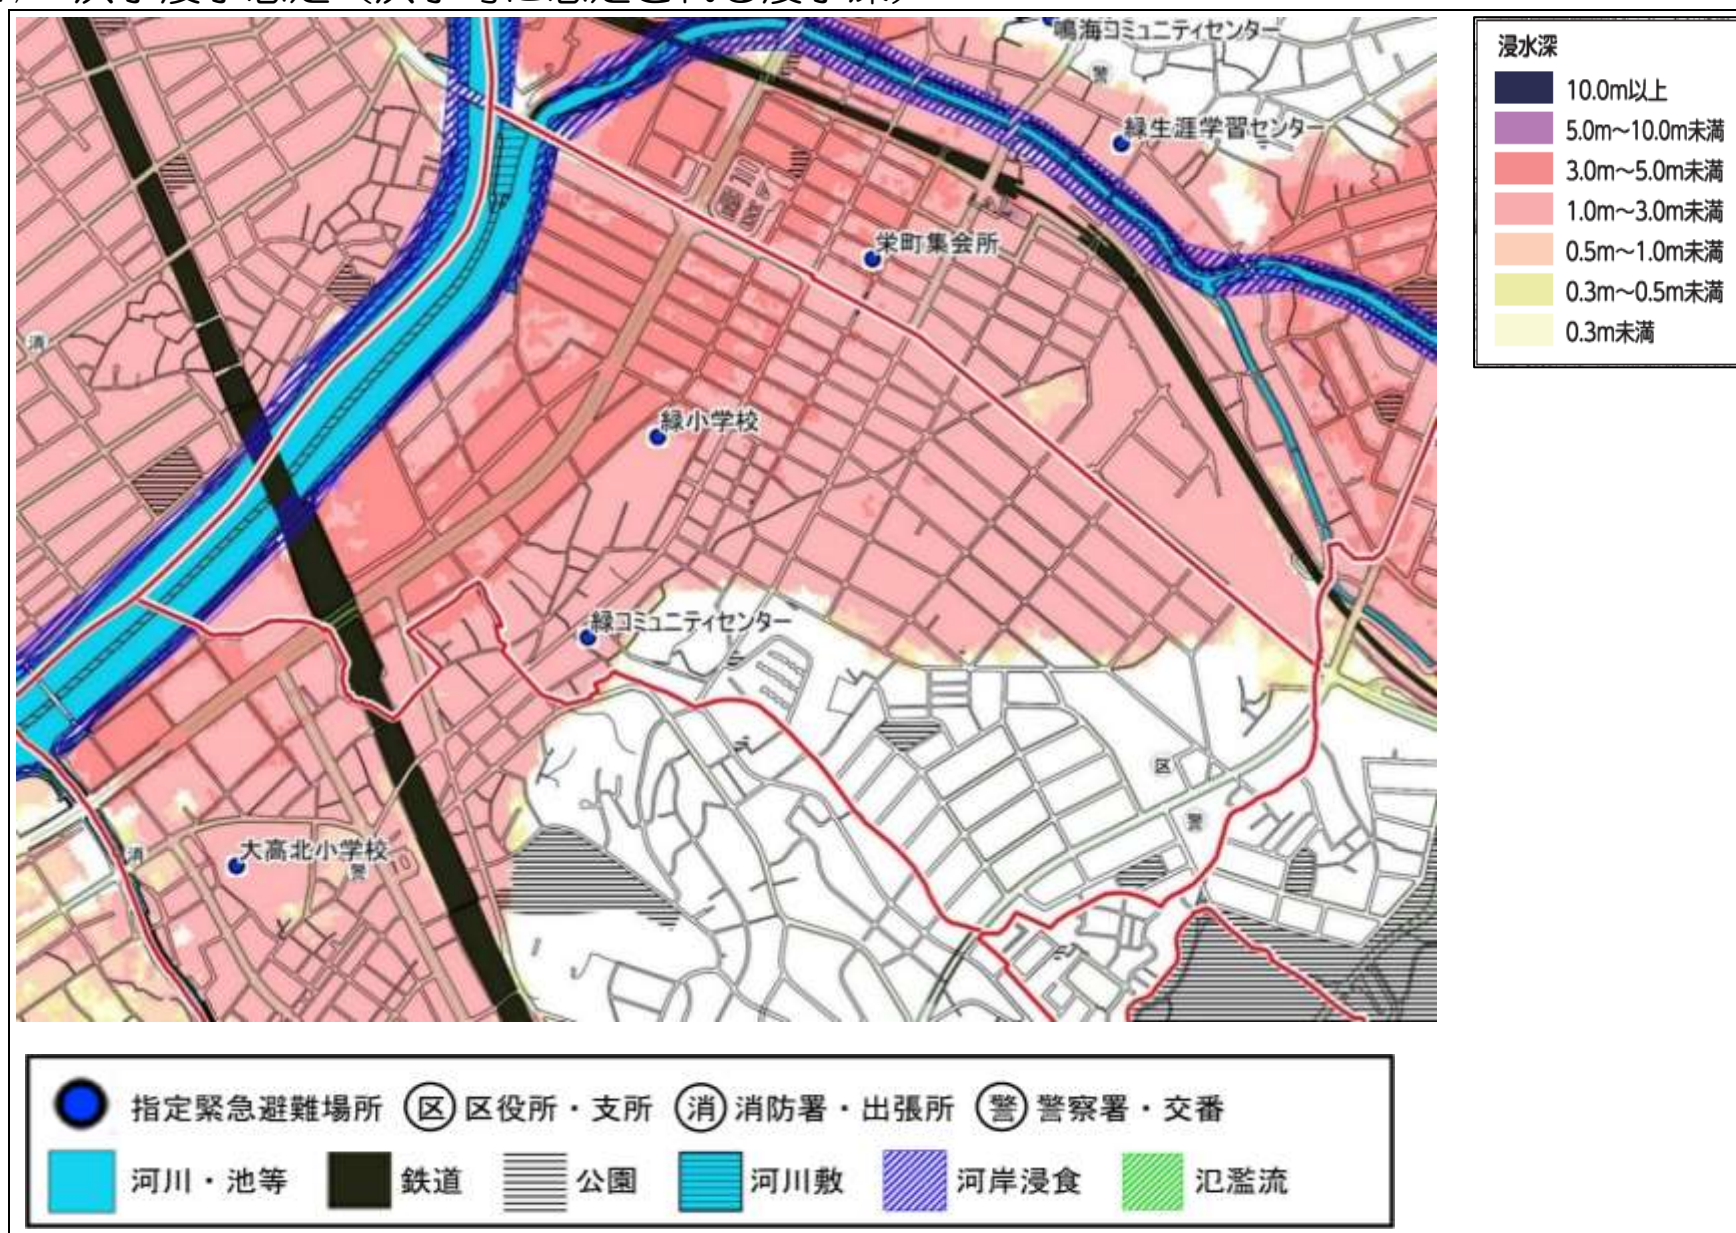 鳴海コミュニティセンター
警
緑生涯学習センター
栄町集会所
消
緑小学校
緑コミュニティセンター
区
警
消
大高北小学校
警
浸水深
10.0m以上
5.0m～10.0m未満
3.0m～5.0m未満
1.0m～3.0m未満
0.5m～1.0m未満
0.3m～0.5m未満
0.3m未満
指定緊急避難場所 区 区役所・支所 消 消防署・出張所 警 警察署・交番
河川・池等 鉄道 公園 河川敷 河岸浸食 氾濫流